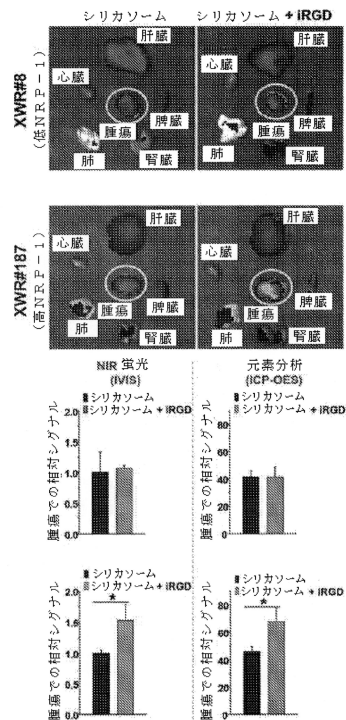 シリカソーム
シリカソーム + iRGD
XWR#8
(低NRP-1)
肝臓
心臓
腫瘍
脾臓
肺
腎臓
肝臓
心臓
腫瘍
脾臓
肺
腎臓
XWR#187
(高NRP-1)
肝臓
心臓
腫瘍
脾臓
肺
腎臓
肝臓
心臓
腫瘍
脾臓
肺
腎臓
NIR 蛍光
(IVIS)
元素分析
(ICP-OES)
シリカソーム
シリカソーム + iRGD
腫瘍での相対シグナル
2.0
1.5
1.0
0.5
0.0
シリカソーム
シリカソーム + iRGD
腫瘍での相対シグナル
80
60
40
20
0
シリカソーム
シリカソーム + iRGD
腫瘍での相対シグナル
2.0
1.5
1.0
0.5
0.0
*
シリカソーム
シリカソーム + iRGD
腫瘍での相対シグナル
80
60
40
20
0
*